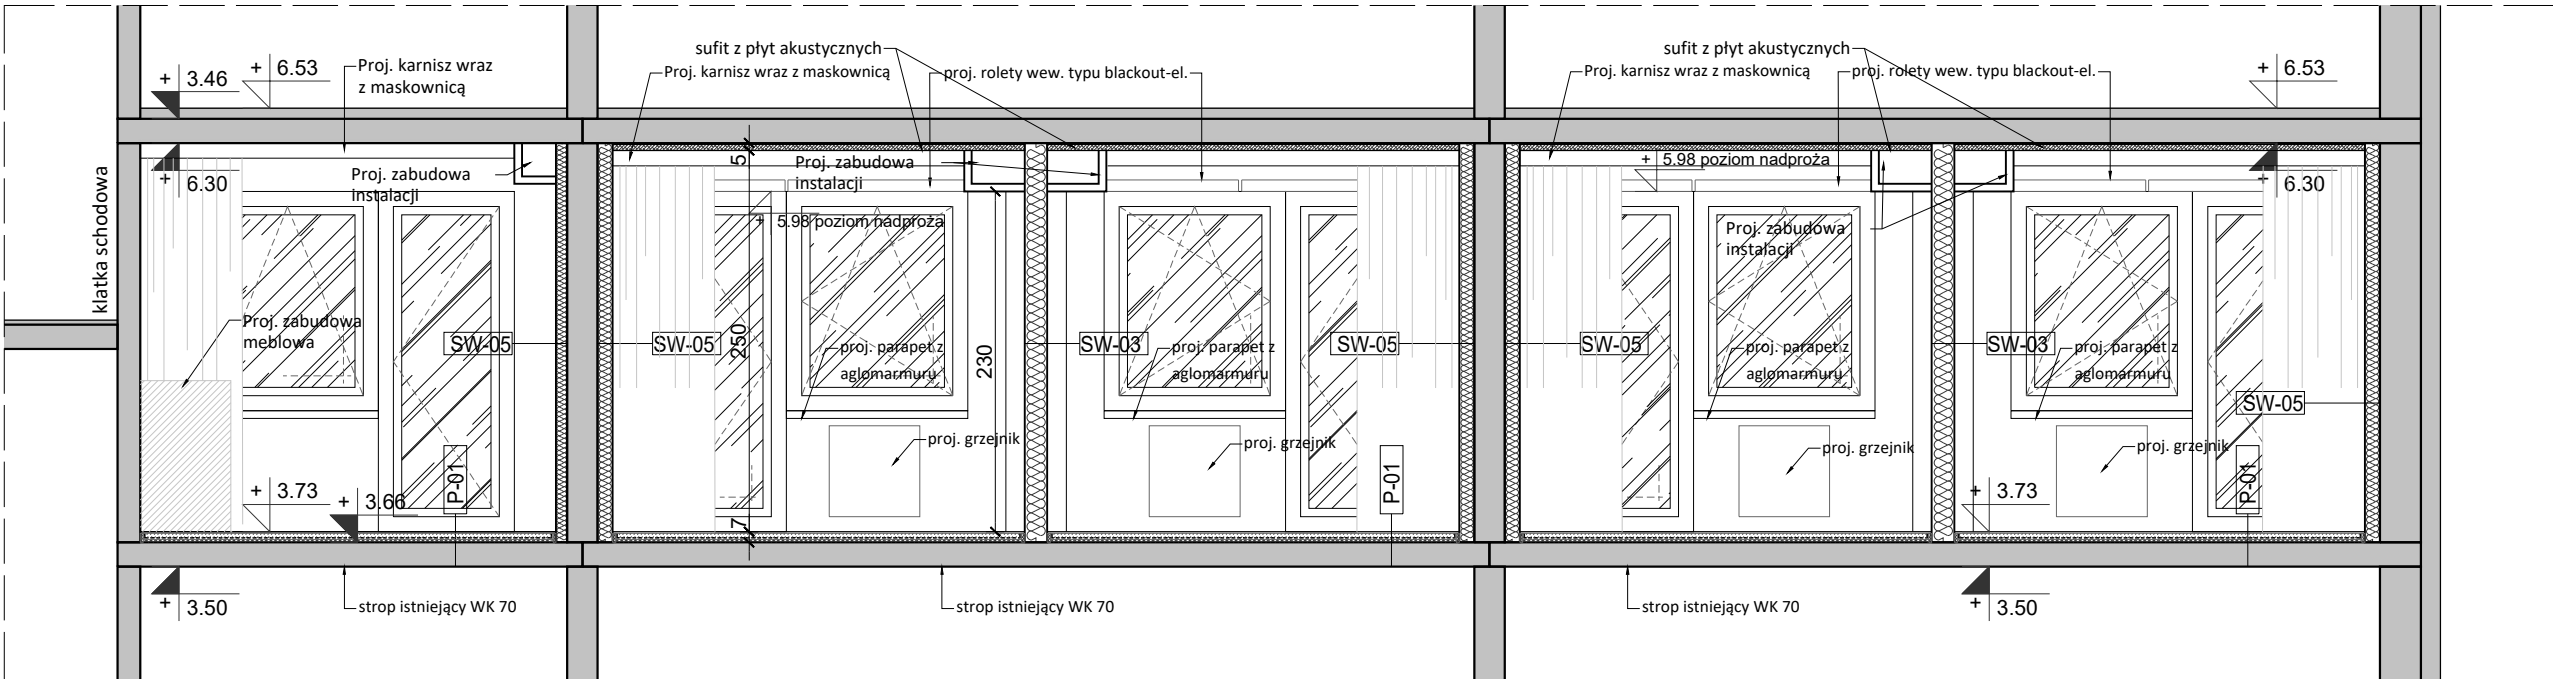 sufit z płyt akustycznych
sufit z płyt akustycznych
+ 3.46
+ 6.53
Proj. karnisz wraz
z maskownicą
Proj. karnisz wraz z maskownicą
proj. rolety wew. typu blackout-el.
Proj. karnisz wraz z maskownicą
proj. rolety wew. typu blackout-el.
+ 6.53
klatka schodowa
+ 6.30
Proj. zabudowa
instalacji
5
Proj. zabudowa
instalacji
+ 5.98 poziom nadproża
+ 5.98 poziom nadproża
Proj. zabudowa
instalacji
+ 6.30
Proj. zabudowa
meblowa
SW-05
SW-05
250
proj. parapet z
aglomarmuru
230
SW-03
proj. parapet z
aglomarmuru
SW-05
SW-05
proj. parapet z
aglomarmuru
SW-03
proj. parapet z
aglomarmuru
SW-05
proj. grzejnik
proj. grzejnik
proj. grzejnik
proj. grzejnik
+ 3.73
+ 3.66
P-01
7
P-01
+ 3.73
P-01
+ 3.50
strop istniejący WK 70
strop istniejący WK 70
strop istniejący WK 70
+ 3.50